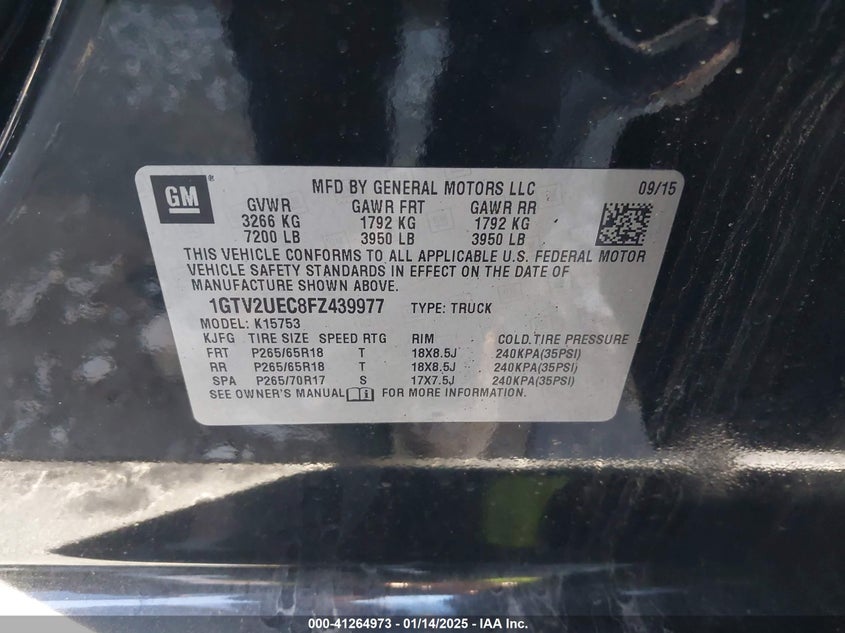 GM
MFD BY GENERAL MOTORS LLC 09/15
GVWR GAWR FRT GAWR RR
3266 KG 1792 KG 1792 KG
7200 LB 3950 LB 3950 LB
THIS VEHICLE CONFORMS TO ALL APPLICABLE U.S. FEDERAL MOTOR
VEHICLE SAFETY STANDARDS IN EFFECT ON THE DATE OF
MANUFACTURE SHOWN ABOVE.
1GTV2UEC8FZ439977 TYPE: TRUCK
MODEL: K15753
KJFG TIRE SIZE SPEED RTG RIM COLD TIRE PRESSURE
FRT P265/65R18 T 18X8.5J 240KPA(35PSI)
RR P265/65R18 T 18X8.5J 240KPA(35PSI)
SPA P265/70R17 S 17X7.5J 240KPA(35PSI)
SEE OWNER'S MANUAL FOR MORE INFORMATION.
000-41264973 — 01/14/2025 — IAA Inc.